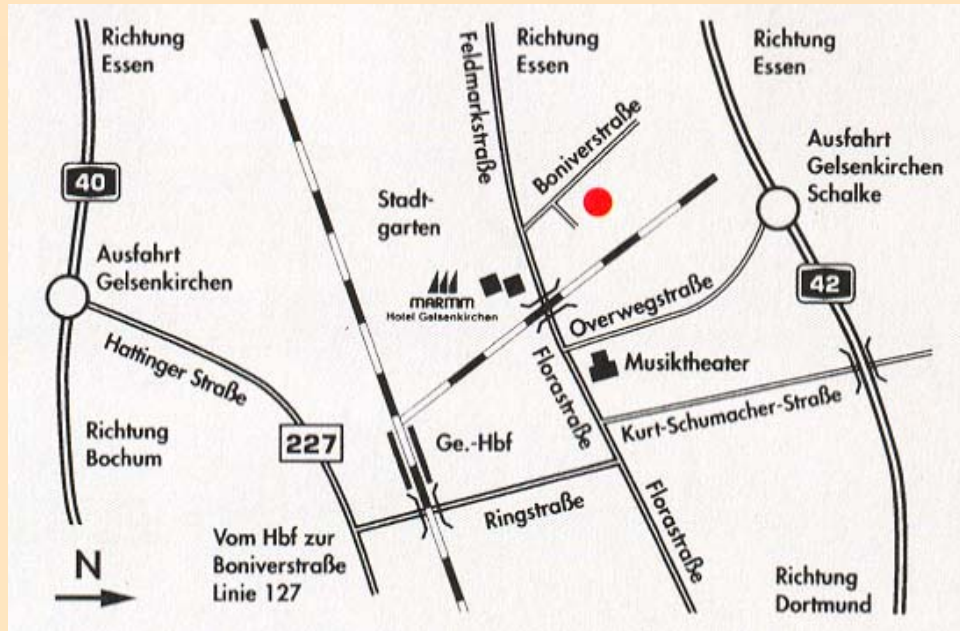 Richtung
Essen
Feldmarkstraße
Richtung
Essen
Richtung
Essen
Boniverstraße
Ausfahrt
Gelsenkirchen
Schalke
40
Stadt-
garten
Ausfahrt
Gelsenkirchen
MARITIM
Hotel Gelsenkirchen
42
Overwegstraße
Hattinger Straße
Florastraße
Musiktheater
Kurt-Schumacher-Straße
Richtung
Bochum
227
Ge.-Hbf
Ringstraße
Florastraße
Vom Hbf zur
Boniverstraße
Linie 127
N
Richtung
Dortmund